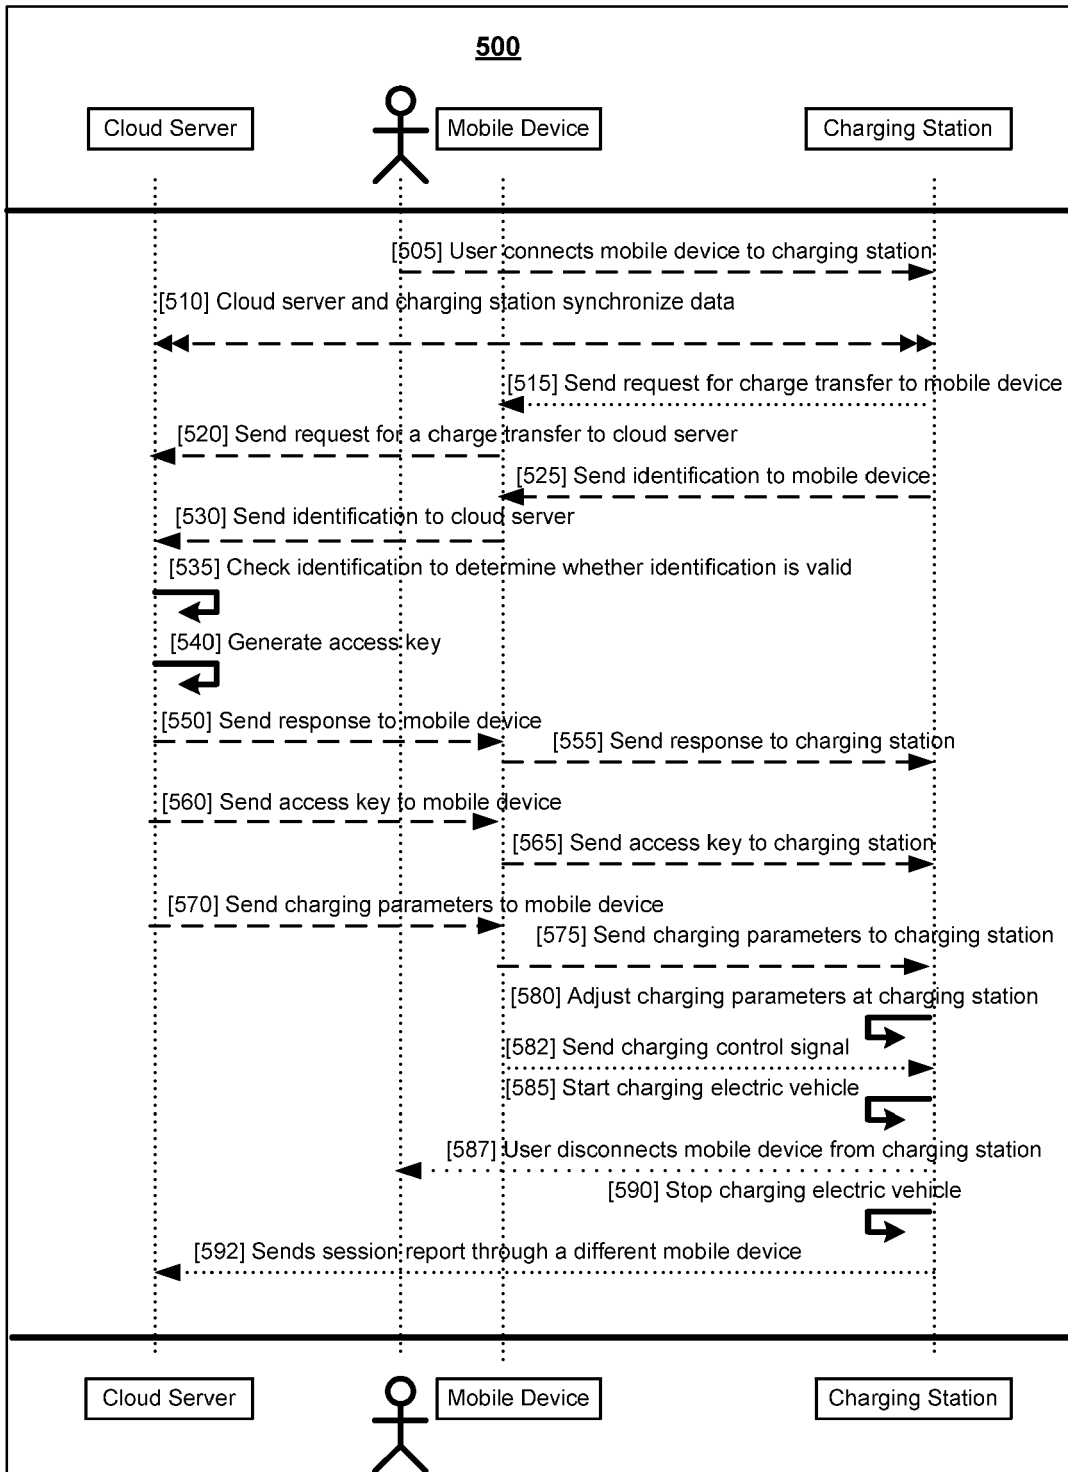 500
Cloud Server
Mobile Device
Charging Station
[505] User connects mobile device to charging station
[510] Cloud server and charging station synchronize data
[515] Send request for charge transfer to mobile device
[520] Send request for a charge transfer to cloud server
[525] Send identification to mobile device
[530] Send identification to cloud server
[535] Check identification to determine whether identification is valid
[540] Generate access key
[550] Send response to mobile device
[555] Send response to charging station
[560] Send access key to mobile device
[565] Send access key to charging station
[570] Send charging parameters to mobile device
[575] Send charging parameters to charging station
[580] Adjust charging parameters at charging station
[582] Send charging control signal
[585] Start charging electric vehicle
[587] User disconnects mobile device from charging station
[590] Stop charging electric vehicle
[592] Sends session report through a different mobile device
Cloud Server
Mobile Device
Charging Station